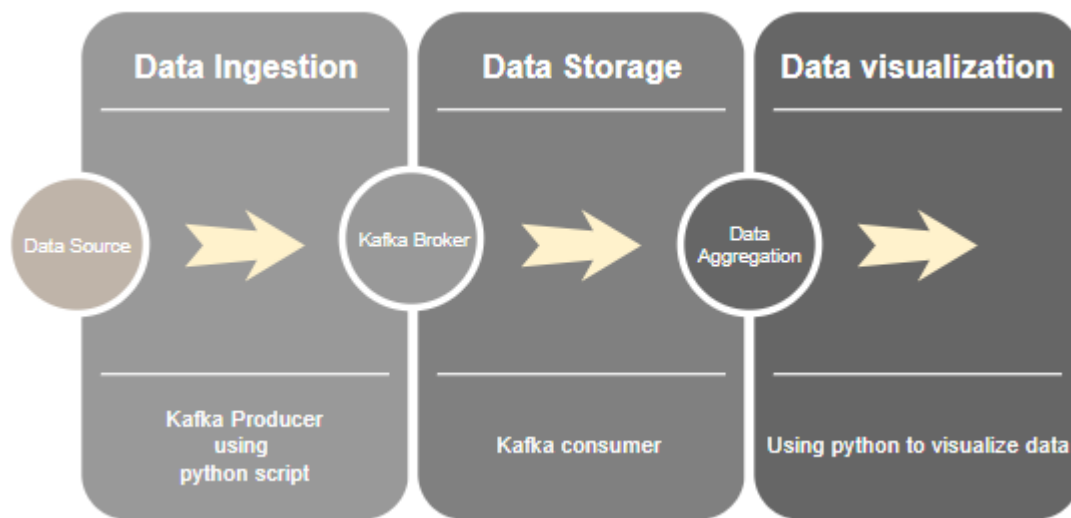 Data Ingestion
Data Storage
Data visualization
Data Source
Kafka Broker
Data
Aggregation
Kafka Producer
using
python script
Kafka consumer
Using python to visualize data